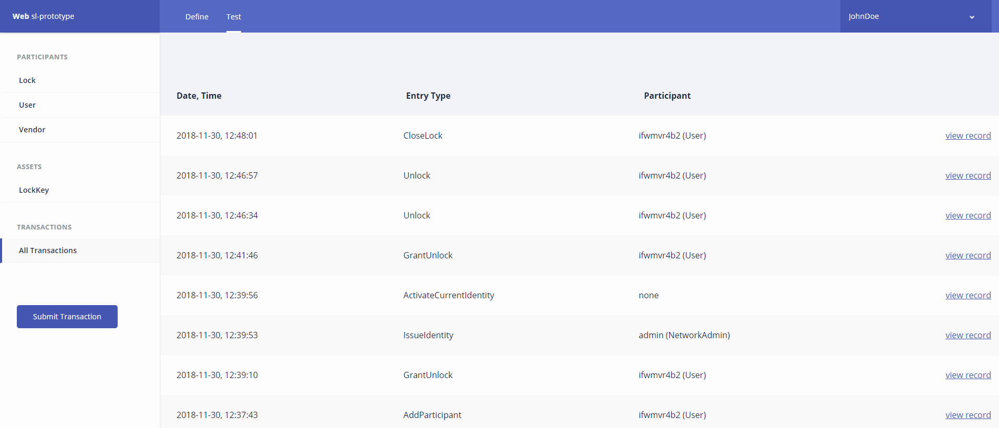 Web sl-prototype
Define Test
JohnDoe
PARTICIPANTS
Lock
User
Vendor
ASSETS
LockKey
TRANSACTIONS
All Transactions
Submit Transaction
Date, Time Entry Type Participant
2018-11-30, 12:48:01 CloseLock ifwmvr4b2 (User) view record
2018-11-30, 12:46:57 Unlock ifwmvr4b2 (User) view record
2018-11-30, 12:46:34 Unlock ifwmvr4b2 (User) view record
2018-11-30, 12:41:46 GrantUnlock ifwmvr4b2 (User) view record
2018-11-30, 12:39:56 ActivateCurrentIdentity none view record
2018-11-30, 12:39:53 IssueIdentity admin (NetworkAdmin) view record
2018-11-30, 12:39:10 GrantUnlock ifwmvr4b2 (User) view record
2018-11-30, 12:37:43 AddParticipant ifwmvr4b2 (User) view record